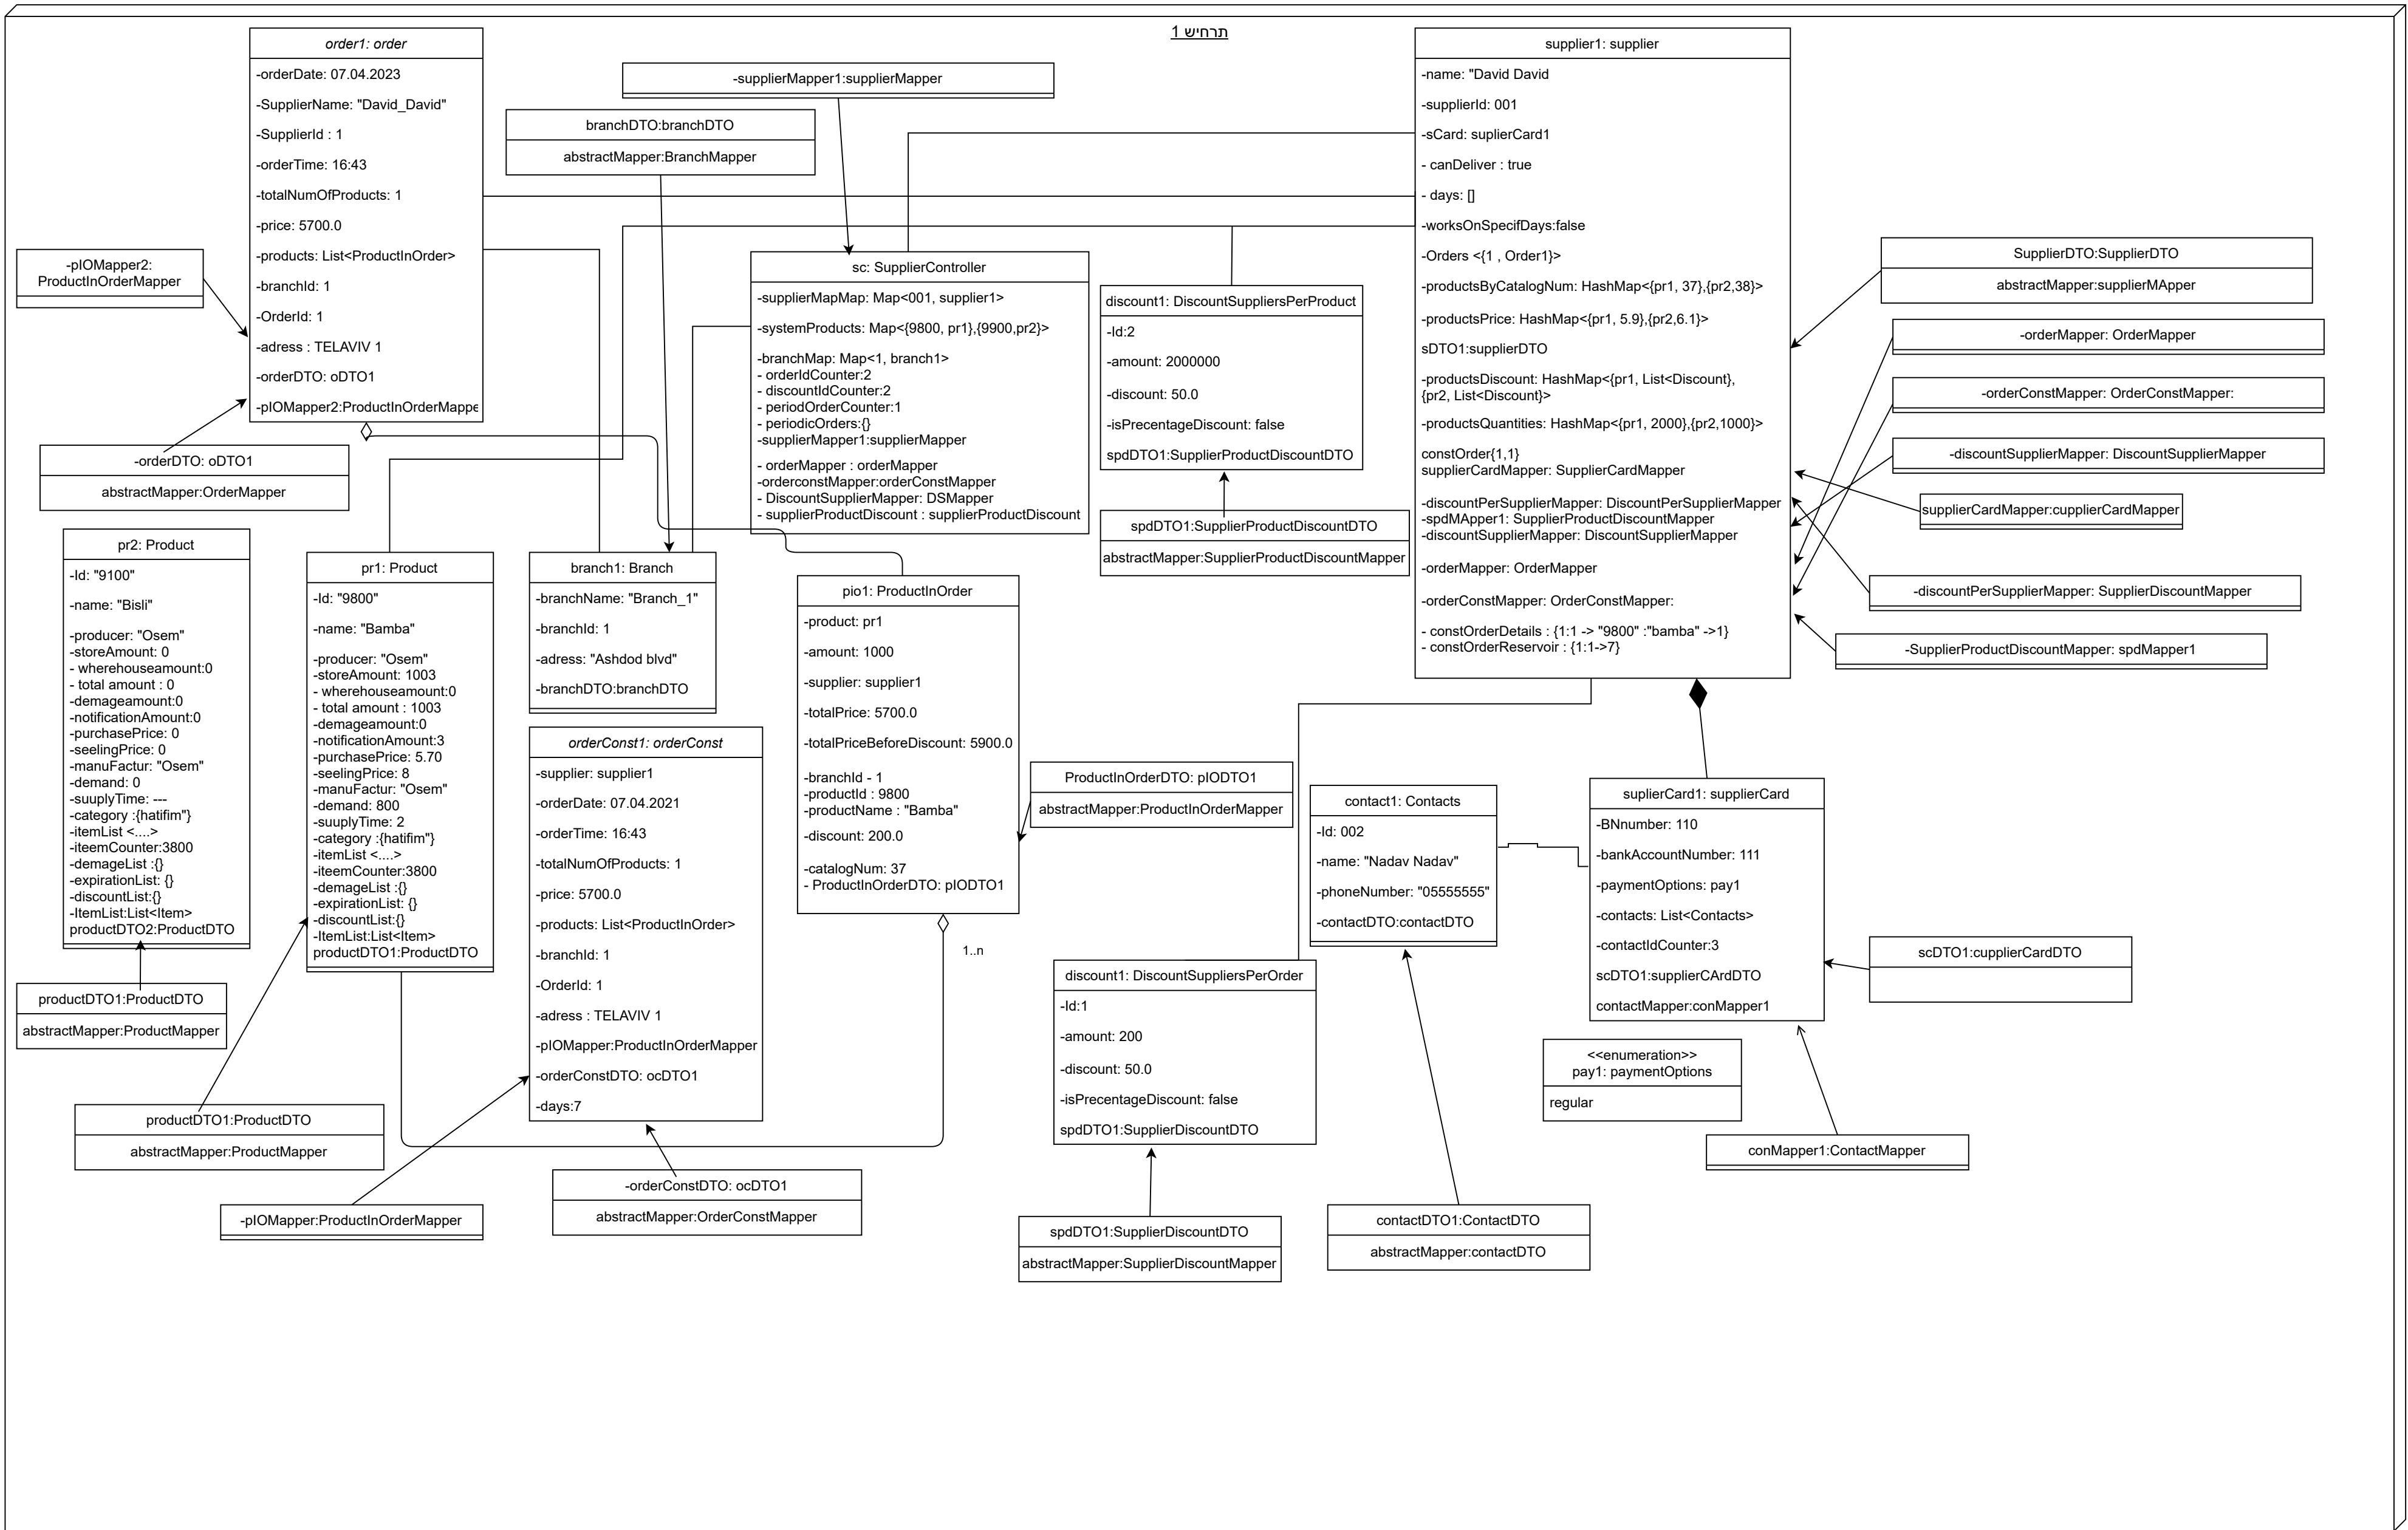 תרחיש 1
order1: order
-orderDate: 07.04.2023
-SupplierName: "David_David"
-SupplierId : 1
-orderTime: 16:43
-totalNumOfProducts: 1
-price: 5700.0
-products: List<ProductInOrder>
-branchId: 1
-OrderId: 1
-adress : TELAVIV 1
-orderDTO: oDTO1
-pIOMapper2:ProductInOrderMappe
-pIOMapper2:
ProductInOrderMapper
-orderDTO: oDTO1
abstractMapper:OrderMapper
-supplierMapper1:supplierMapper
branchDTO:branchDTO
abstractMapper:BranchMapper
sc: SupplierController
-supplierMapMap: Map<001, supplier1>
-systemProducts: Map<{9800, pr1},{9900,pr2}>
-branchMap: Map<1, branch1>
- orderIdCounter:2
- discountIdCounter:2
- periodOrderCounter:1
- periodicOrders:{}
-supplierMapper1:supplierMapper
- orderMapper : orderMapper
-orderconstMapper:orderConstMapper
- DiscountSupplierMapper: DSMapper
- supplierProductDiscount : supplierProductDiscount
discount1: DiscountSuppliersPerProduct
-Id:2
-amount: 2000000
-discount: 50.0
-isPrecentageDiscount: false
spdDTO1:SupplierProductDiscountDTO
spdDTO1:SupplierProductDiscountDTO
abstractMapper:SupplierProductDiscountMapper
supplier1: supplier
-name: "David David
-supplierId: 001
-sCard: suplierCard1
- canDeliver : true
- days: []
-worksOnSpecifDays:false
-Orders <{1 , Order1}>
-productsByCatalogNum: HashMap<{pr1, 37},{pr2,38}>
-productsPrice: HashMap<{pr1, 5.9},{pr2,6.1}>
sDTO1:supplierDTO
-productsDiscount: HashMap<{pr1, List<Discount},
{pr2, List<Discount}>
-productsQuantities: HashMap<{pr1, 2000},{pr2,1000}>
constOrder{1,1}
supplierCardMapper: SupplierCardMapper
-discountPerSupplierMapper: DiscountPerSupplierMapper
-spdMApper1: SupplierProductDiscountMapper
-discountSupplierMapper: DiscountSupplierMapper
-orderMapper: OrderMapper
-orderConstMapper: OrderConstMapper:
- constOrderDetails : {1:1 -> "9800" :"bamba" ->1}
- constOrderReservoir : {1:1->7}
SupplierDTO:SupplierDTO
abstractMapper:supplierMApper
-orderMapper: OrderMapper
-orderConstMapper: OrderConstMapper:
-discountSupplierMapper: DiscountSupplierMapper
supplierCardMapper:cupplierCardMapper
-discountPerSupplierMapper: SupplierDiscountMapper
-SupplierProductDiscountMapper: spdMapper1
pr2: Product
-Id: "9100"
-name: "Bisli"
-producer: "Osem"
-storeAmount: 0
- wherehouseamount:0
- total amount : 0
-demageamount:0
-notificationAmount:0
-purchasePrice: 0
-seelingPrice: 0
-manuFactur: "Osem"
-demand: 0
-suuplyTime: ---
-category :{hatifim"}
-itemList <....>
-iteemCounter:3800
-demageList :{}
-expirationList: {}
-discountList:{}
-ItemList:List<Item>
productDTO2:ProductDTO
productDTO1:ProductDTO
abstractMapper:ProductMapper
pr1: Product
-Id: "9800"
-name: "Bamba"
-producer: "Osem"
-storeAmount: 1003
- wherehouseamount:0
- total amount : 1003
-demageamount:0
-notificationAmount:3
-purchasePrice: 5.70
-seelingPrice: 8
-manuFactur: "Osem"
-demand: 800
-suuplyTime: 2
-category :{hatifim"}
-itemList <....>
-iteemCounter:3800
-demageList :{}
-expirationList: {}
-discountList:{}
-ItemList:List<Item>
productDTO1:ProductDTO
productDTO1:ProductDTO
abstractMapper:ProductMapper
branch1: Branch
-branchName: "Branch_1"
-branchId: 1
-adress: "Ashdod blvd"
-branchDTO:branchDTO
orderConst1: orderConst
-supplier: supplier1
-orderDate: 07.04.2021
-orderTime: 16:43
-totalNumOfProducts: 1
-price: 5700.0
-products: List<ProductInOrder>
-branchId: 1
-OrderId: 1
-adress : TELAVIV 1
-pIOMapper:ProductInOrderMapper
-orderConstDTO: ocDTO1
-days:7
-pIOMapper:ProductInOrderMapper
-orderConstDTO: ocDTO1
abstractMapper:OrderConstMapper
pio1: ProductInOrder
-product: pr1
-amount: 1000
-supplier: supplier1
-totalPrice: 5700.0
-totalPriceBeforeDiscount: 5900.0
-branchId - 1
-productId : 9800
-productName : "Bamba"
-discount: 200.0
-catalogNum: 37
- ProductInOrderDTO: pIODTO1
1..n
ProductInOrderDTO: pIODTO1
abstractMapper:ProductInOrderMapper
discount1: DiscountSuppliersPerOrder
-Id:1
-amount: 200
-discount: 50.0
-isPrecentageDiscount: false
spdDTO1:SupplierDiscountDTO
spdDTO1:SupplierDiscountDTO
abstractMapper:SupplierDiscountMapper
contact1: Contacts
-Id: 002
-name: "Nadav Nadav"
-phoneNumber: "05555555"
-contactDTO:contactDTO
contactDTO1:ContactDTO
abstractMapper:contactDTO
suplierCard1: supplierCard
-BNnumber: 110
-bankAccountNumber: 111
-paymentOptions: pay1
-contacts: List<Contacts>
-contactIdCounter:3
scDTO1:supplierCArdDTO
contactMapper:conMapper1
scDTO1:cupplierCardDTO
<<enumeration>>
pay1: paymentOptions
regular
conMapper1:ContactMapper